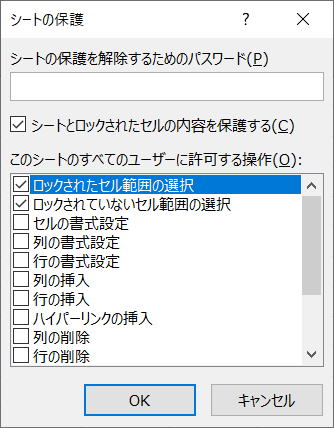 シートの保護
シートの保護を解除するためのパスワード(P)
シートとロックされたセルの内容を保護する(C)
このシートのすべてのユーザーに許可する操作(O):
ロックされたセル範囲の選択
ロックされていないセル範囲の選択
セルの書式設定
列の書式設定
行の書式設定
列の挿入
行の挿入
ハイパーリンクの挿入
列の削除
行の削除
OK キャンセル